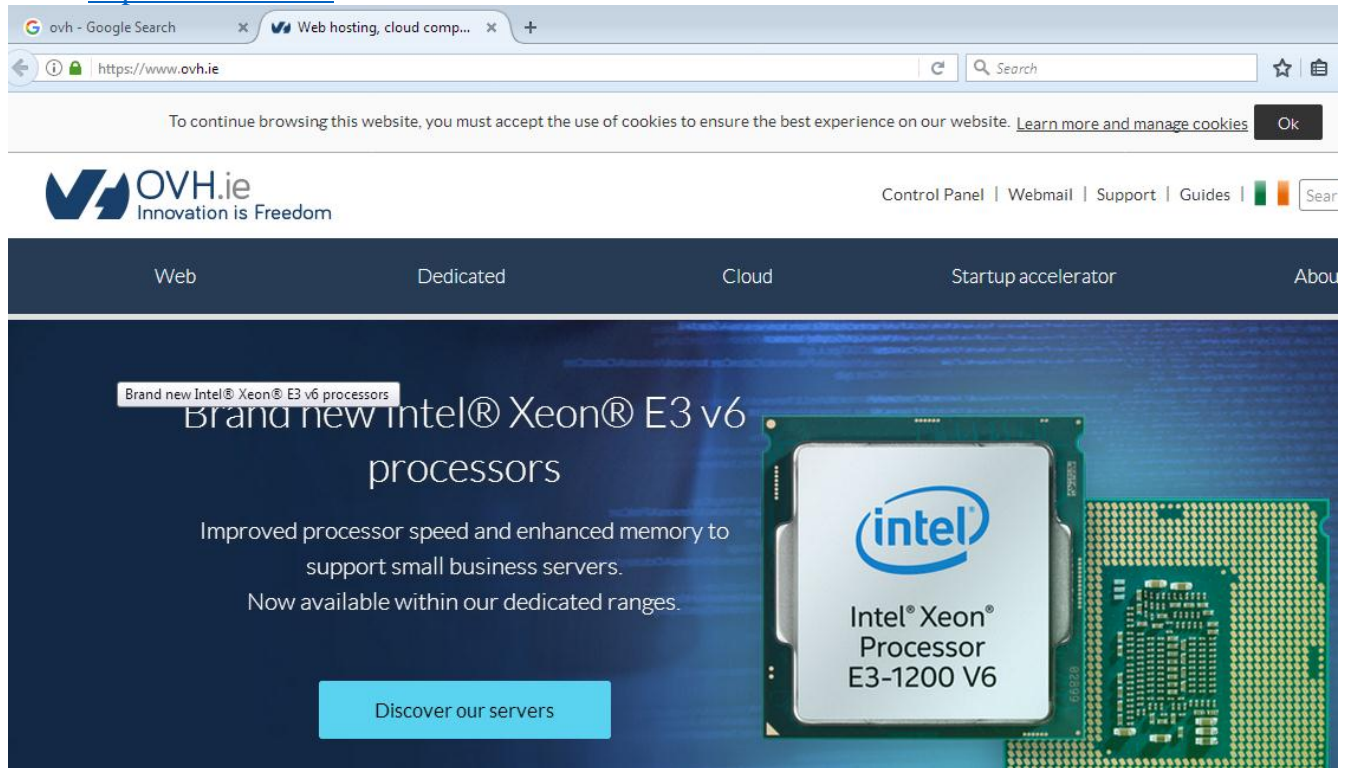 ovh - Google Search
Web hosting, cloud comp...
https://www.ovh.ie
Search
To continue browsing this website, you must accept the use of cookies to ensure the best experience on our website. Learn more and manage cookies Ok
OVH.ie
Innovation is Freedom
Control Panel | Webmail | Support | Guides |
Sear
Web Dedicated Cloud Startup accelerator Abou
Brand new Intel® Xeon® E3 v6 processors
Brand new Intel® Xeon® E3 v6
processors
Improved processor speed and enhanced memory to
support small business servers.
Now available within our dedicated ranges.
Discover our servers
intel
Intel® Xeon®
Processor
E3-1200 V6